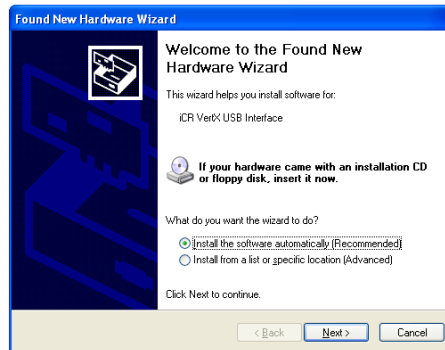 Found New Hardware Wizard
Welcome to the Found New
Hardware Wizard
This wizard helps you install software for:
iCR VertX USB Interface
If your hardware came with an installation CD
or floppy disk, insert it now.
What do you want the wizard to do?
Install the software automatically (Recommended)
Install from a list or specific location (Advanced)
Click Next to continue.
< Back Next > Cancel